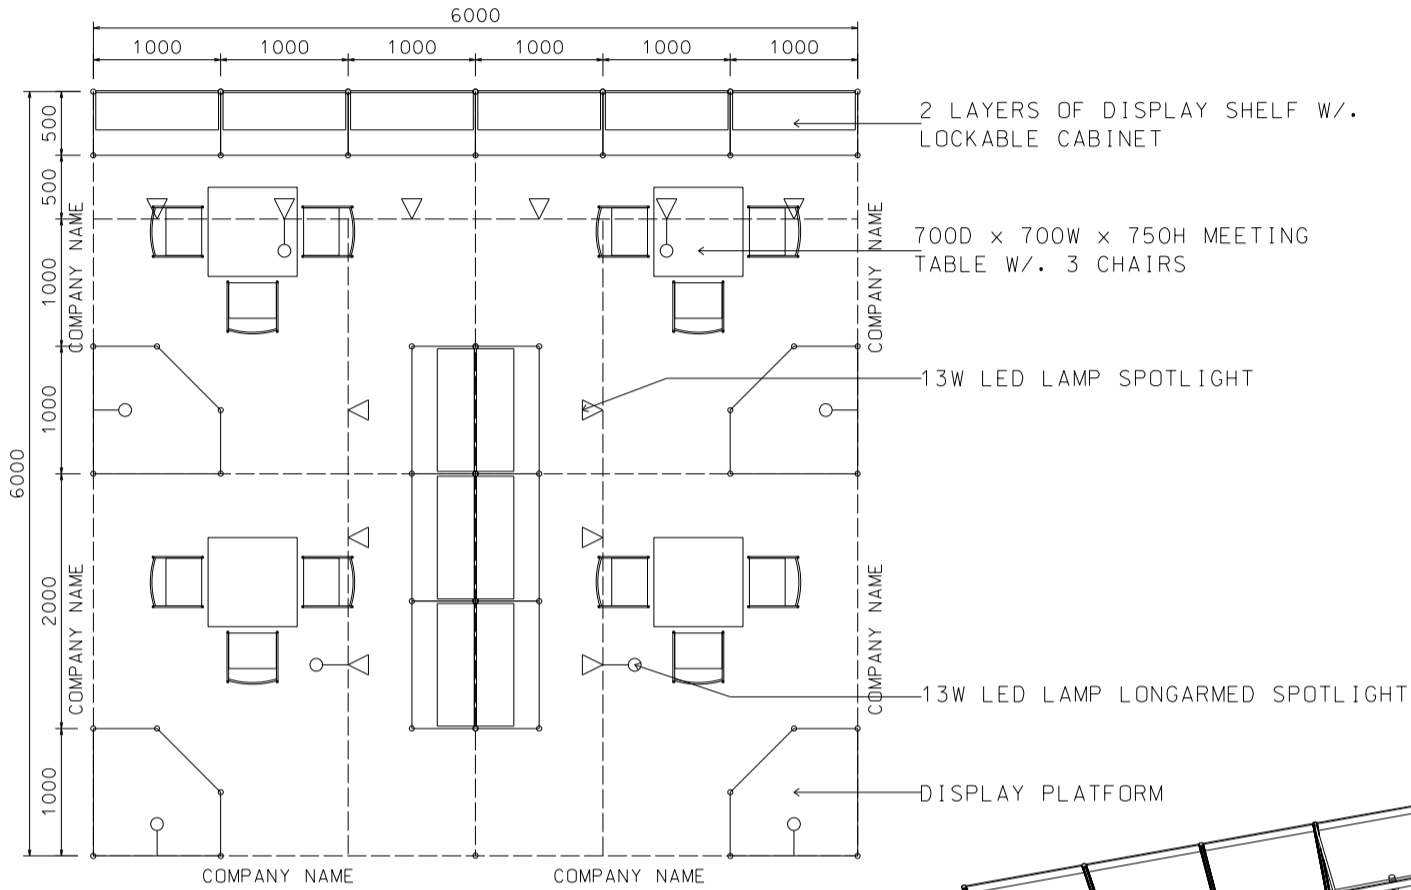 6000
1000 1000 1000 1000 1000 1000
500
500
1000
1000
2000
1000
6000
2 LAYERS OF DISPLAY SHELF W/.
LOCKABLE CABINET
COMPANY NAME
COMPANY NAME
700D x 700W x 750H MEETING
TABLE W/. 3 CHAIRS
13W LED LAMP SPOTLIGHT
COMPANY NAME
COMPANY NAME
13W LED LAMP LONGARMED SPOTLIGHT
DISPLAY PLATFORM
COMPANY NAME
COMPANY NAME